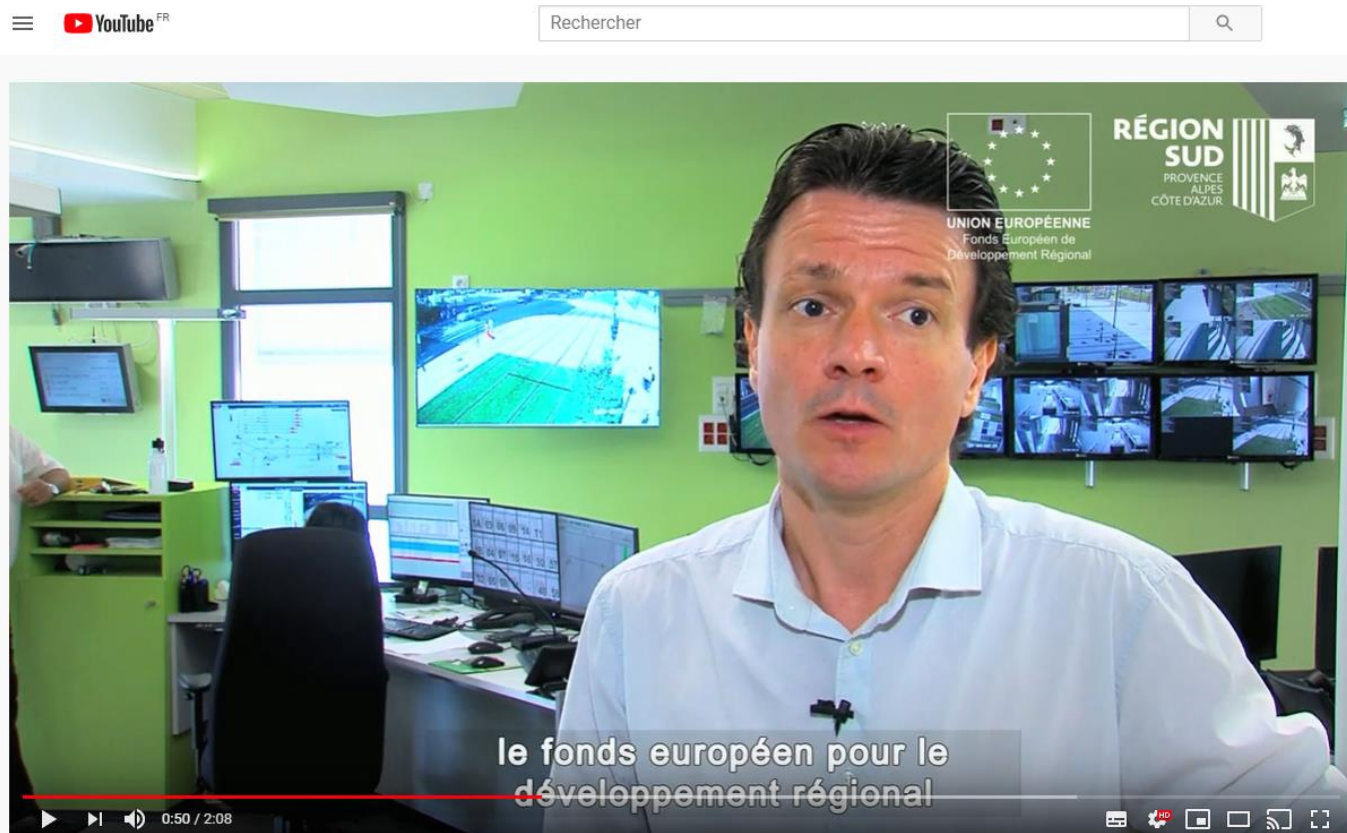 YouTube FR
Rechercher
UNION EUROPÉENNE
Fonds Européen de
Développement Régional
RÉGION
SUD
PROVENCE
ALPES
CÔTE D'AZUR
le fonds européen pour le
développement régional
0:50 / 2:08
HD